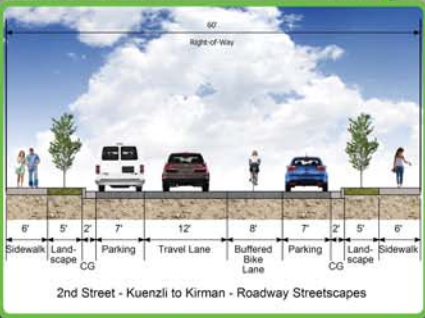 60'
Right-of-Way
6' 5' 2' 7' 12' 8' 7' 2' 5' 6'
Sidewalk Land- Parking Travel Lane Buffered Parking Land- Sidewalk
scape Bike scape
CG Lane CG
2nd Street - Kuenzli to Kirman - Roadway Streetscapes